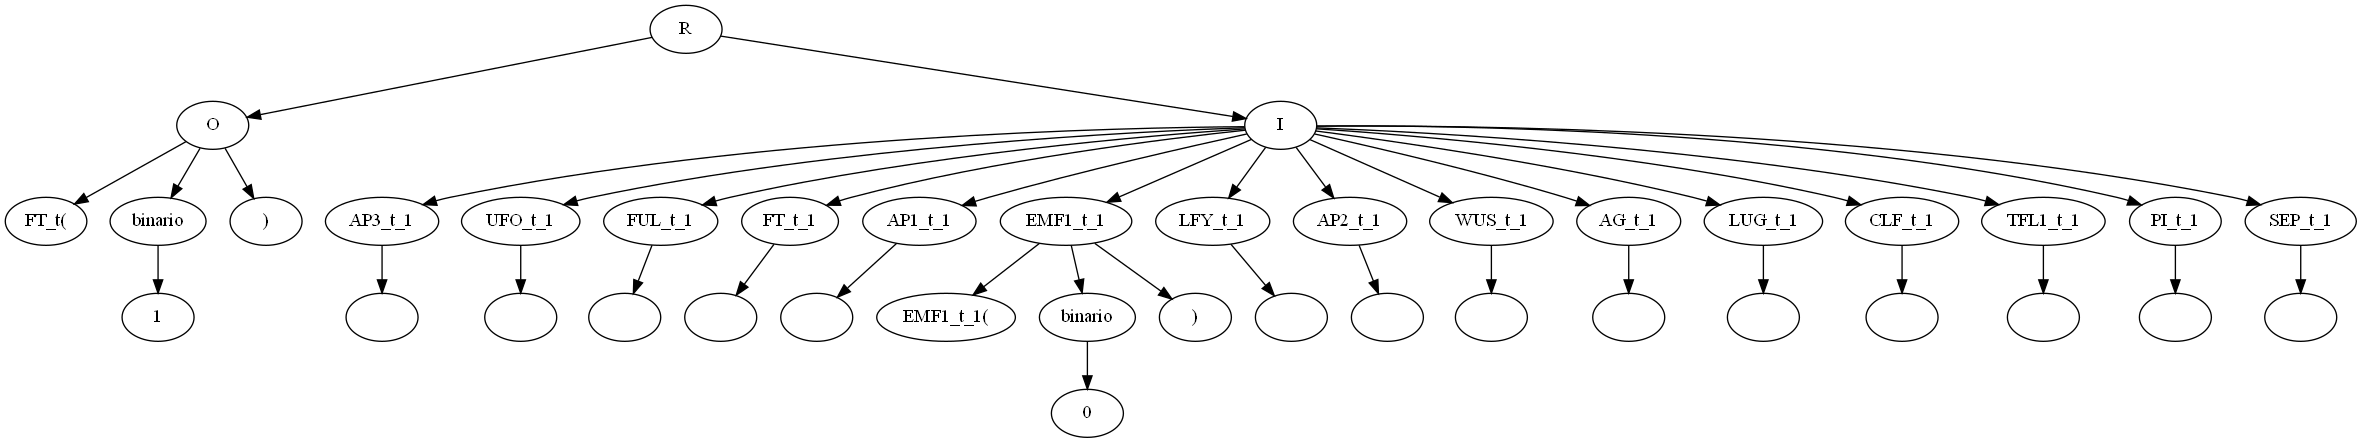 R
O
I
FT_t(
binario
)
AP3_t_1
UFO_t_1
FUL_t_1
FT_t_1
AP1_t_1
EMF1_t_1
LFY_t_1
AP2_t_1
WUS_t_1
AG_t_1
LUG_t_1
CLF_t_1
TFL1_t_1
PI_t_1
SEP_t_1
1
EMF1_t_1(
binario
)
0